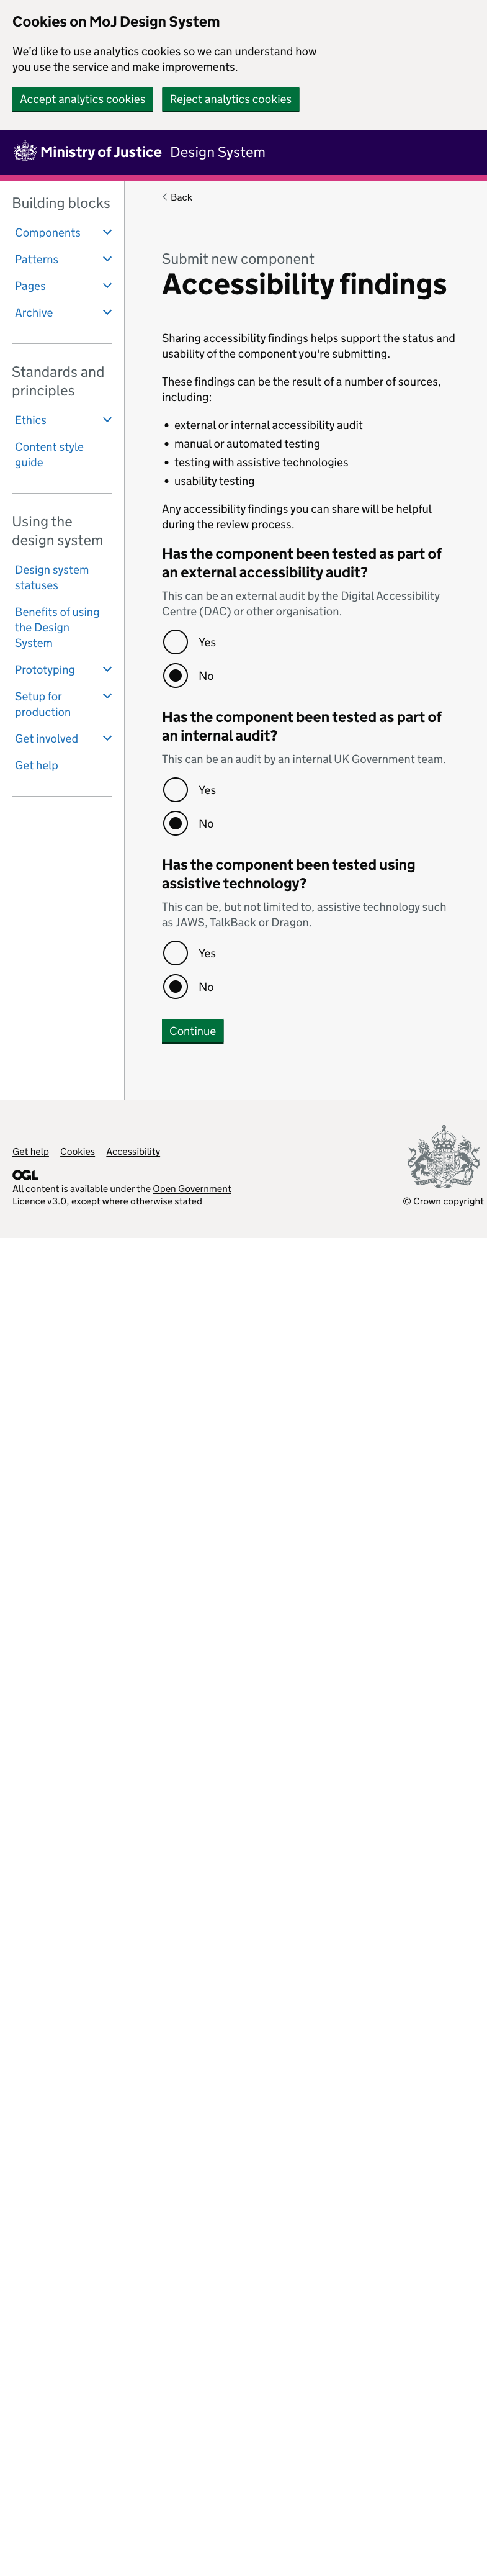 Cookies on MoJ Design System
We’d like to use analytics cookies so we can understand how
you use the service and make improvements.
Accept analytics cookies
Reject analytics cookies
Ministry of Justice Design System
Building blocks
Components
Patterns
Pages
Archive
Standards and
principles
Ethics
Content style
guide
Using the
design system
Design system
statuses
Benefits of using
the Design
System
Prototyping
Setup for
production
Get involved
Get help
Back
Submit new component
Accessibility findings
Sharing accessibility findings helps support the status and
usability of the component you're submitting.
These findings can be the result of a number of sources,
including:
• external or internal accessibility audit
• manual or automated testing
• testing with assistive technologies
• usability testing
Any accessibility findings you can share will be helpful
during the review process.
Has the component been tested as part of
an external accessibility audit?
This can be an external audit by the Digital Accessibility
Centre (DAC) or other organisation.
Yes
No
Has the component been tested as part of
an internal audit?
This can be an audit by an internal UK Government team.
Yes
No
Has the component been tested using
assistive technology?
This can be, but not limited to, assistive technology such
as JAWS, TalkBack or Dragon.
Yes
No
Continue
Get help
Cookies
Accessibility
OGL
All content is available under the Open Government
Licence v3.0, except where otherwise stated
© Crown copyright